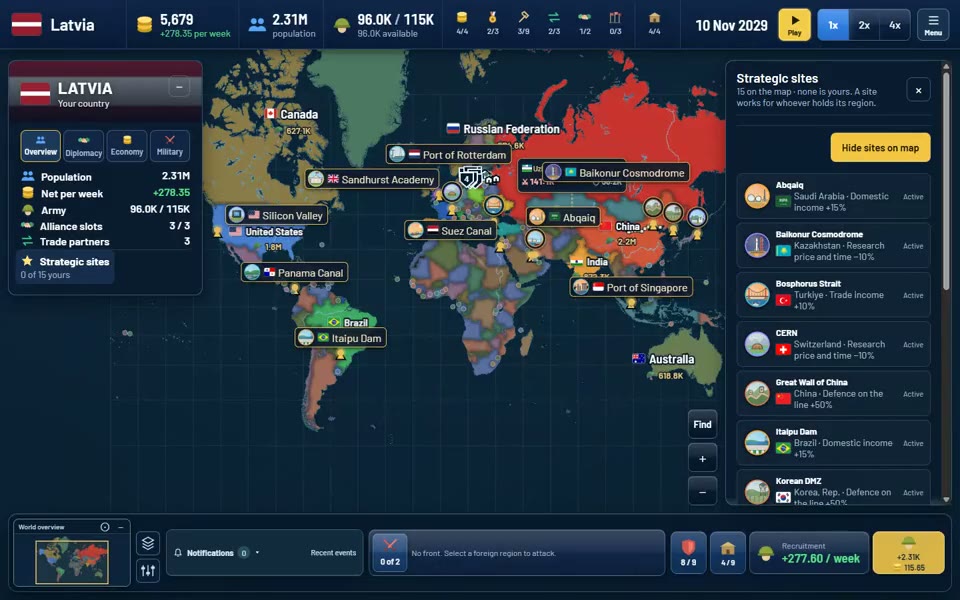 Latvia
5,679
+278.35 per week
2.31M
population
96.0K / 115K
96.0K available
4/4
2/3
3/9
2/3
1/2
0/3
4/4
10 Nov 2029
Play
1x
2x
4x
Menu
LATVIA
Your country
Overview
Diplomacy
Economy
Military
Population 2.31M
Net per week +278.35
Army 96.0K / 115K
Alliance slots 3 / 3
Trade partners 3
Strategic sites
0 of 15 yours
Canada
627.1K
Russian Federation
Port of Rotterdam
Sandhurst Academy
Baikonur Cosmodrome
Silicon Valley
United States
1.8M
Suez Canal
Abqaiq
China
2.2M
India
Panama Canal
Port of Singapore
Brazil
Itaipu Dam
Australia
618.8K
Find
+
−
Strategic sites
15 on the map · none is yours. A site
works for whoever holds its region.
×
Hide sites on map
Abqaiq
Saudi Arabia · Domestic
income +15%
Active
Baikonur Cosmodrome
Kazakhstan · Research
price and time −10%
Active
Bosphorus Strait
Turkiye · Trade income
+10%
Active
CERN
Switzerland · Research
price and time −10%
Active
Great Wall of China
China · Defence on the
line +50%
Active
Itaipu Dam
Brazil · Domestic income
+15%
Active
Korean DMZ
Korea, Rep. · Defence on
the line +50%
Active
World overview
Notifications 0
Recent events
0 of 2
No front. Select a foreign region to attack.
8 / 9
4 / 9
Recruitment
+277.60 / week
+2.31K
115.65